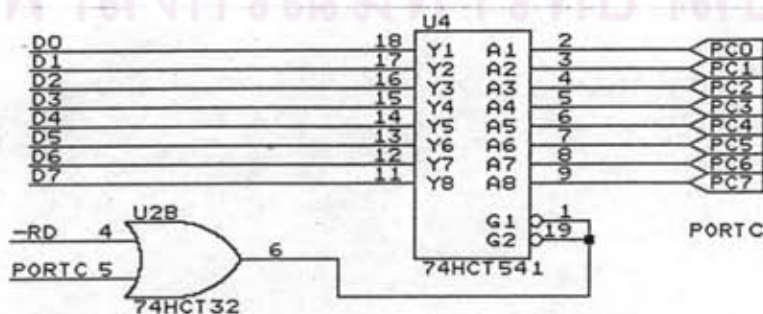 U4
D0 18 Y1 A1 2 PC0
D1 17 Y2 A2 3 PC1
D2 16 Y3 A3 4 PC2
D3 15 Y4 A4 5 PC3
D4 14 Y5 A5 6 PC4
D5 13 Y6 A6 7 PC5
D6 12 Y7 A7 8 PC6
D7 11 Y8 A8 9 PC7
U2B
G1 1
-RD 4
6
G2 19
PORTC
PORTC 5
74HCT541
74HCT32